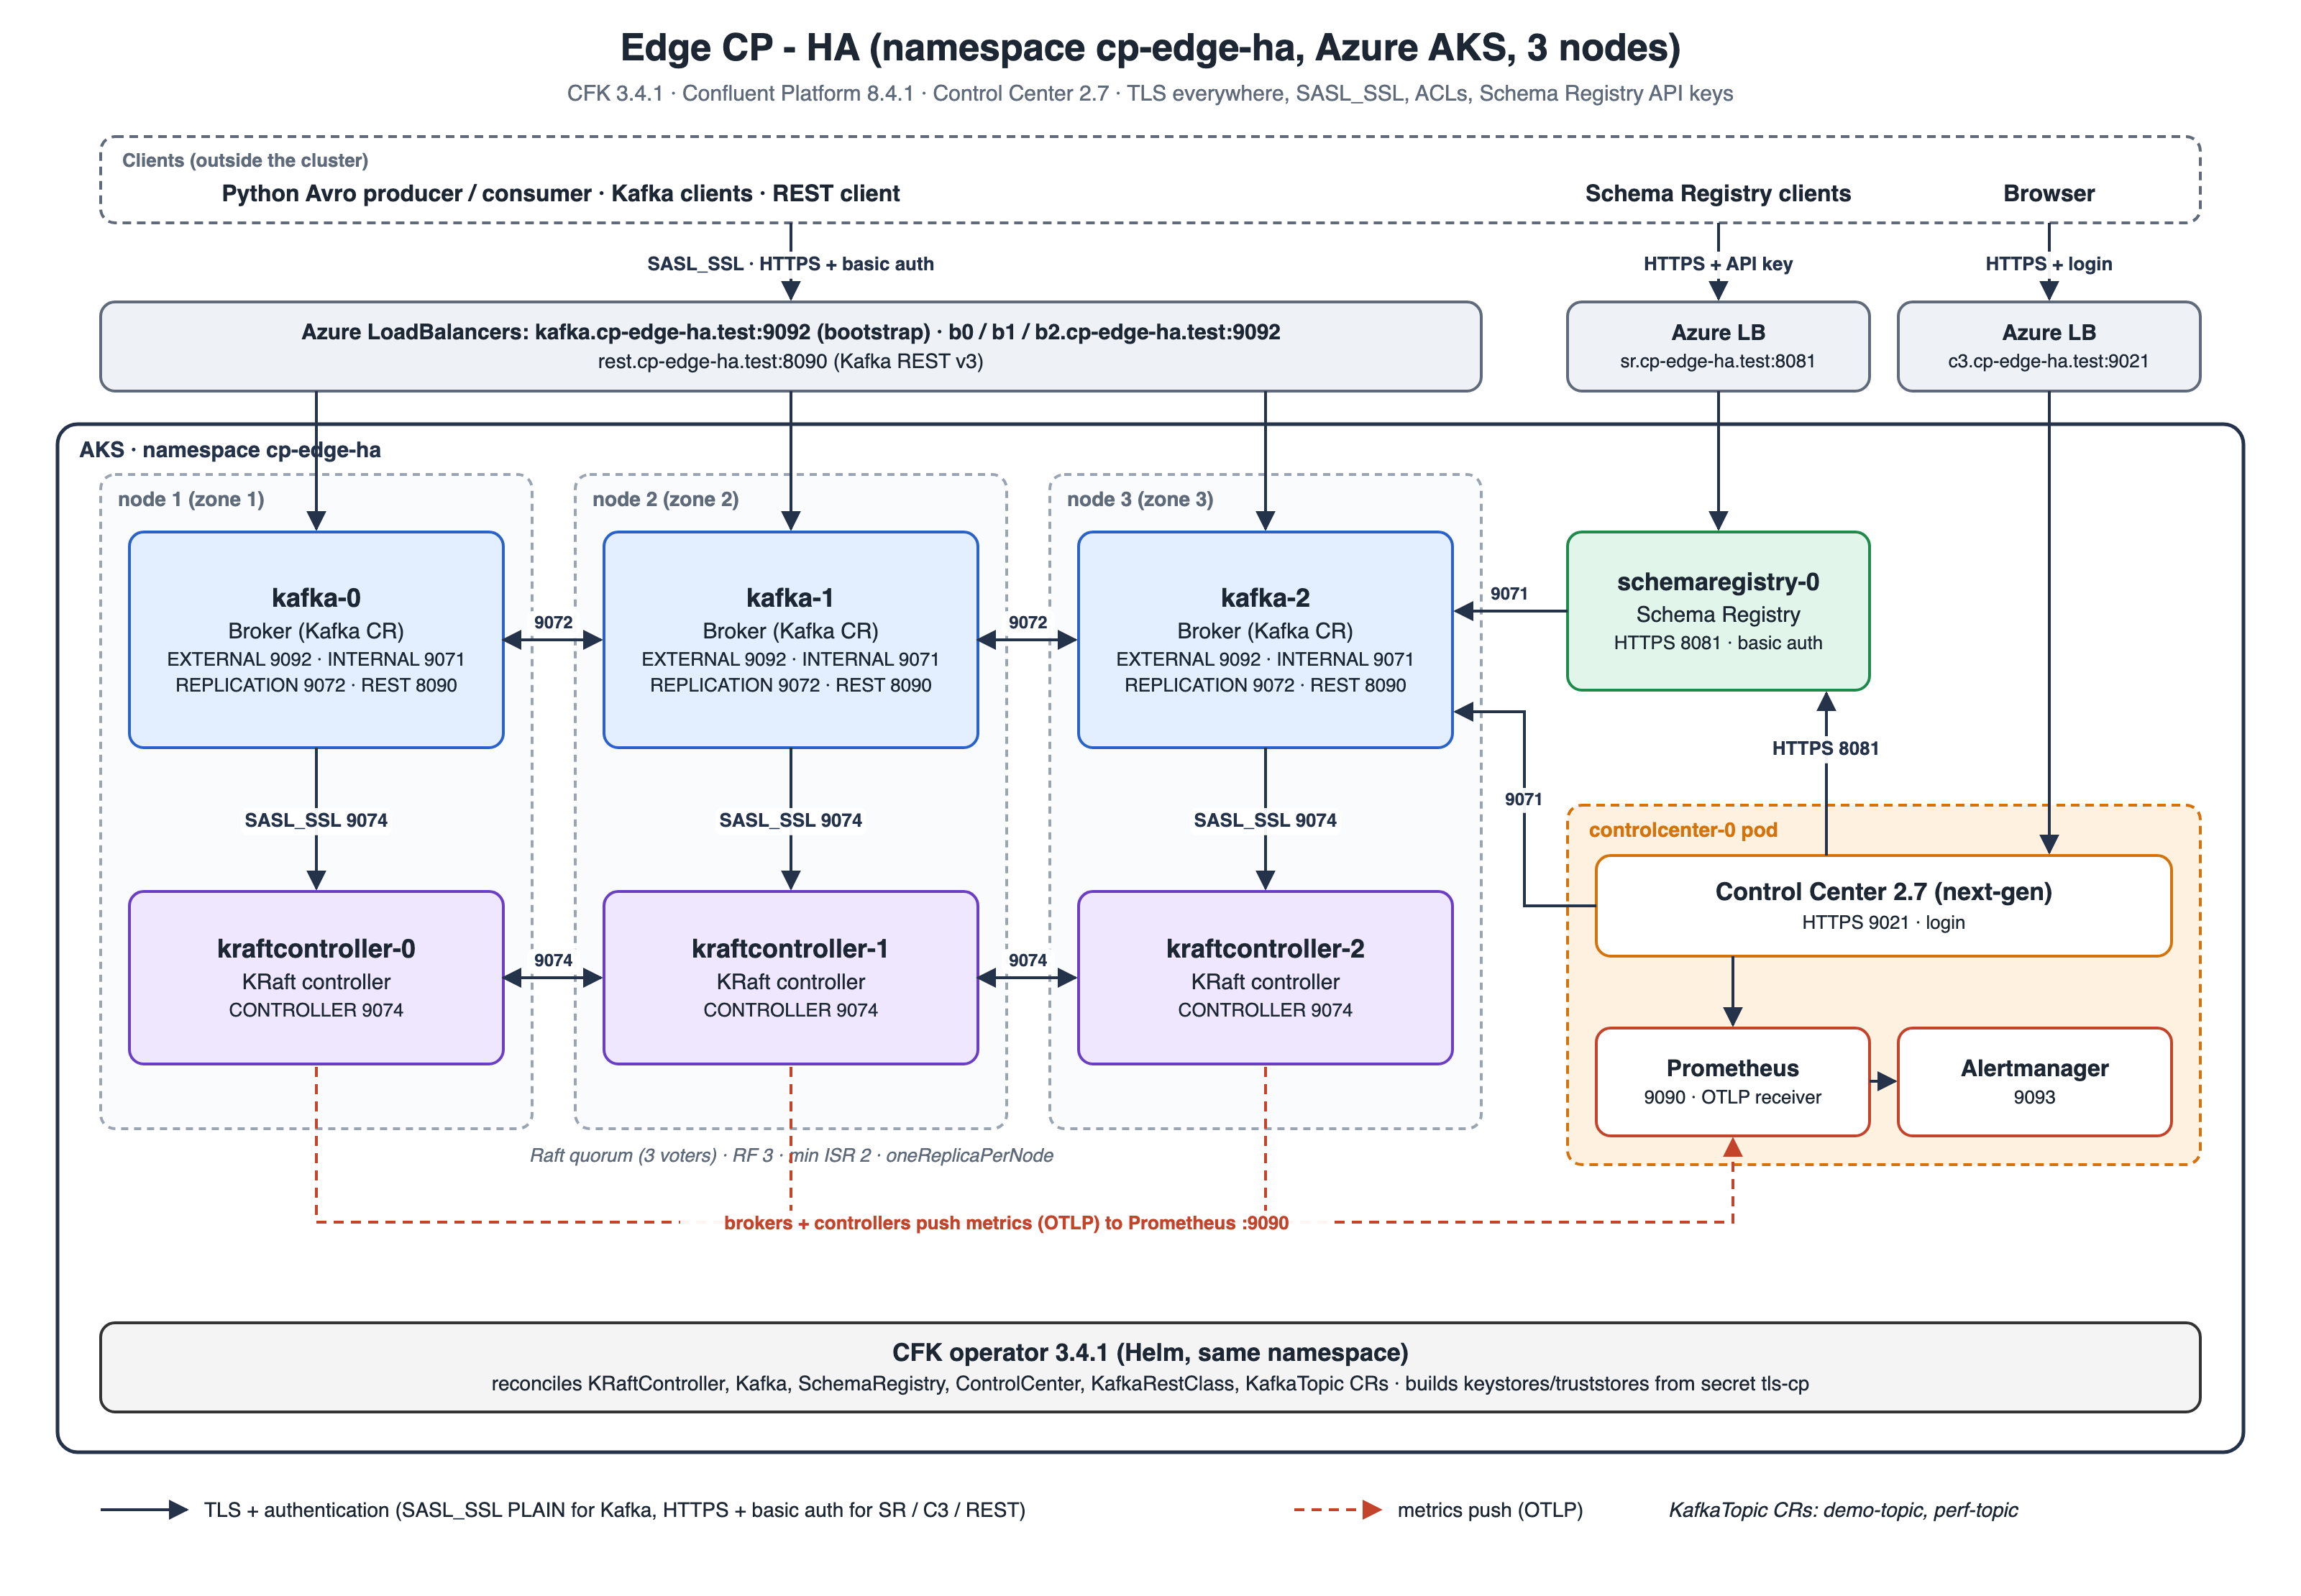 Edge CP - HA (namespace cp-edge-ha, Azure AKS, 3 nodes)
CFK 3.4.1 · Confluent Platform 8.4.1 · Control Center 2.7 · TLS everywhere, SASL_SSL, ACLs, Schema Registry API keys
Clients (outside the cluster)
Python Avro producer / consumer · Kafka clients · REST client
Schema Registry clients
Browser
SASL_SSL · HTTPS + basic auth
HTTPS + API key
HTTPS + login
Azure LoadBalancers: kafka.cp-edge-ha.test:9092 (bootstrap) · b0 / b1 / b2.cp-edge-ha.test:9092
rest.cp-edge-ha.test:8090 (Kafka REST v3)
Azure LB
sr.cp-edge-ha.test:8081
Azure LB
c3.cp-edge-ha.test:9021
AKS · namespace cp-edge-ha
node 1 (zone 1)
node 2 (zone 2)
node 3 (zone 3)
kafka-0
Broker (Kafka CR)
EXTERNAL 9092 · INTERNAL 9071
REPLICATION 9072 · REST 8090
9072
kafka-1
Broker (Kafka CR)
EXTERNAL 9092 · INTERNAL 9071
REPLICATION 9072 · REST 8090
9072
kafka-2
Broker (Kafka CR)
EXTERNAL 9092 · INTERNAL 9071
REPLICATION 9072 · REST 8090
9071
schemaregistry-0
Schema Registry
HTTPS 8081 · basic auth
HTTPS 8081
9071
SASL_SSL 9074
SASL_SSL 9074
SASL_SSL 9074
controlcenter-0 pod
Control Center 2.7 (next-gen)
HTTPS 9021 · login
kraftcontroller-0
KRaft controller
CONTROLLER 9074
9074
kraftcontroller-1
KRaft controller
CONTROLLER 9074
9074
kraftcontroller-2
KRaft controller
CONTROLLER 9074
Prometheus
9090 · OTLP receiver
Alertmanager
9093
Raft quorum (3 voters) · RF 3 · min ISR 2 · oneReplicaPerNode
brokers + controllers push metrics (OTLP) to Prometheus :9090
CFK operator 3.4.1 (Helm, same namespace)
reconciles KRaftController, Kafka, SchemaRegistry, ControlCenter, KafkaRestClass, KafkaTopic CRs · builds keystores/truststores from secret tls-cp
TLS + authentication (SASL_SSL PLAIN for Kafka, HTTPS + basic auth for SR / C3 / REST)
metrics push (OTLP)
KafkaTopic CRs: demo-topic, perf-topic